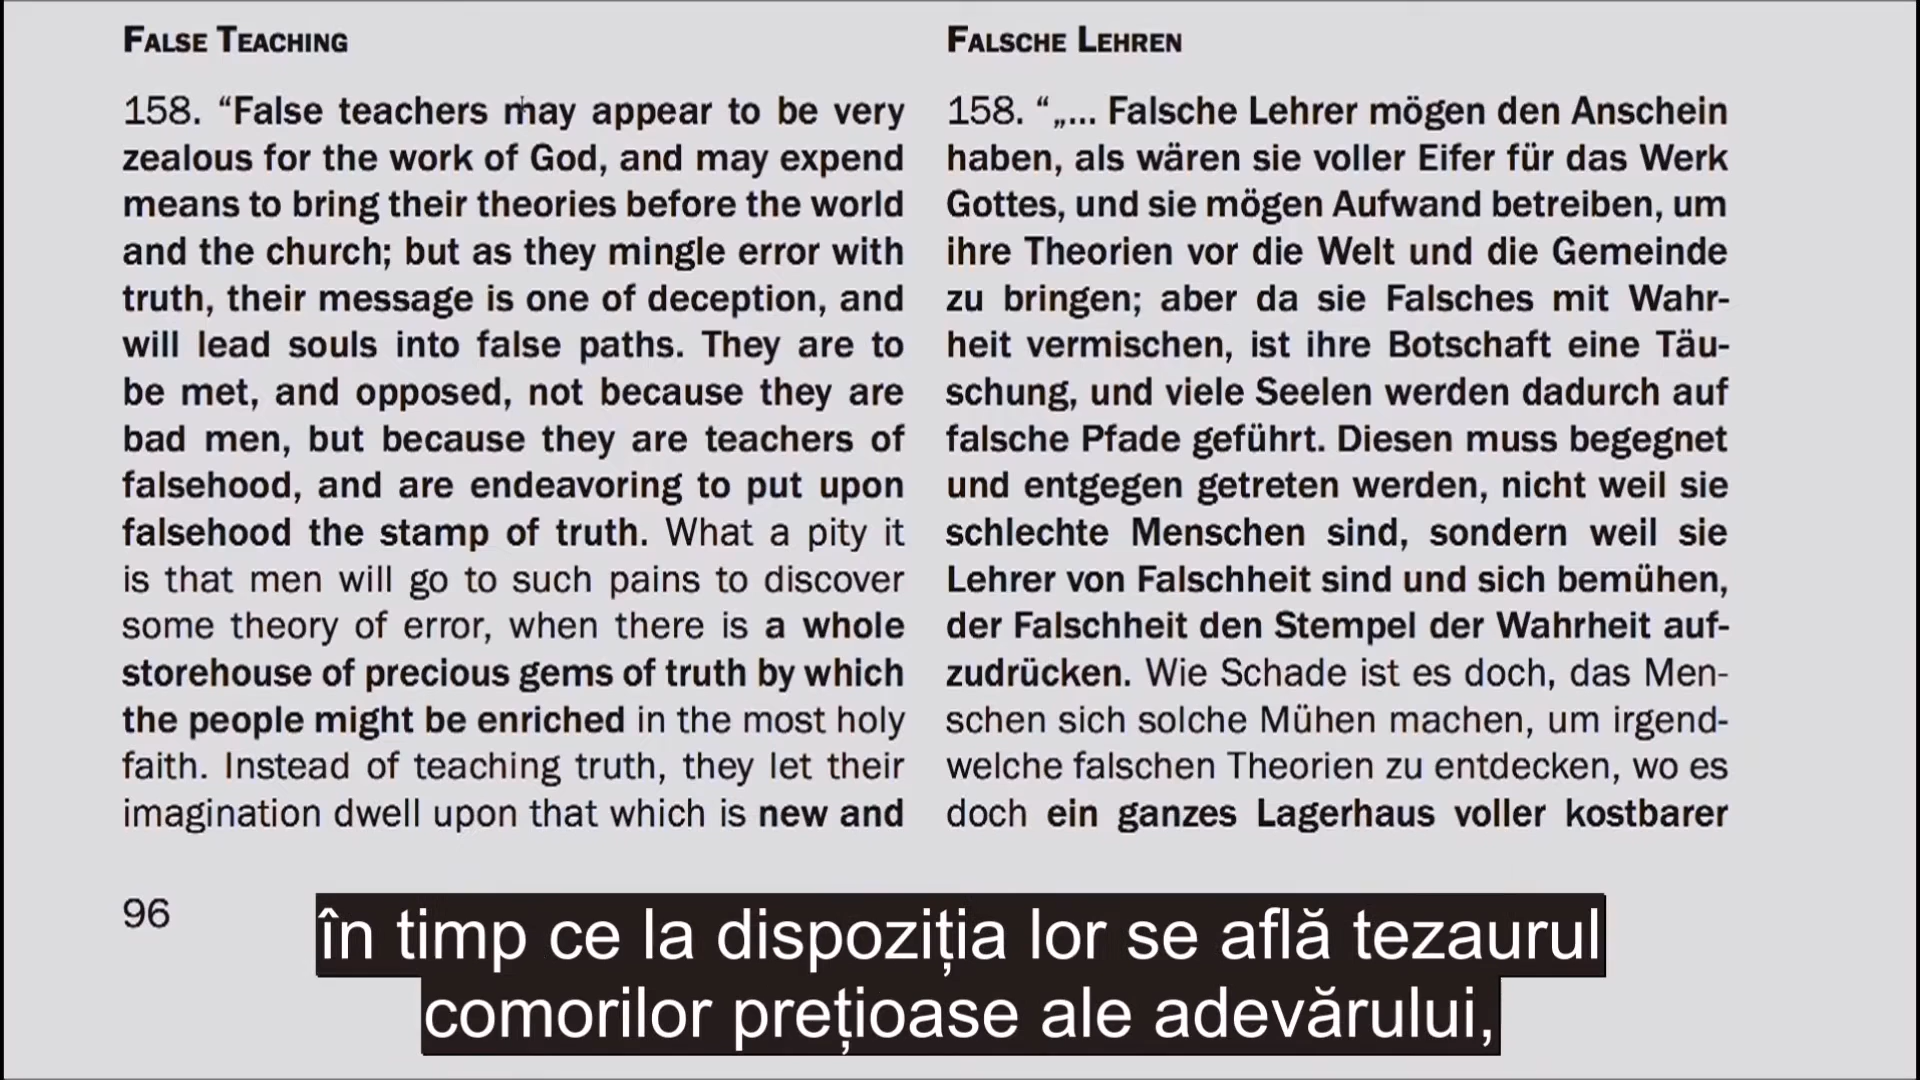 FALSE TEACHING
158. “False teachers may appear to be very
zealous for the work of God, and may expend
means to bring their theories before the world
and the church; but as they mingle error with
truth, their message is one of deception, and
will lead souls into false paths. They are to
be met, and opposed, not because they are
bad men, but because they are teachers of
falsehood, and are endeavoring to put upon
falsehood the stamp of truth. What a pity it
is that men will go to such pains to discover
some theory of error, when there is a whole
storehouse of precious gems of truth by which
the people might be enriched in the most holy
faith. Instead of teaching truth, they let their
imagination dwell upon that which is new and
96
FALSCHE LEHREN
158. “„... Falsche Lehrer mögen den Anschein
haben, als wären sie voller Eifer für das Werk
Gottes, und sie mögen Aufwand betreiben, um
ihre Theorien vor die Welt und die Gemeinde
zu bringen; aber da sie Falsches mit Wahr-
heit vermischen, ist ihre Botschaft eine Täu-
schung, und viele Seelen werden dadurch auf
falsche Pfade geführt. Diesen muss begegnet
und entgegen getreten werden, nicht weil sie
schlechte Menschen sind, sondern weil sie
Lehrer von Falschheit sind und sich bemühen,
der Falschheit den Stempel der Wahrheit auf-
zudrücken. Wie Schade ist es doch, das Men-
schen sich solche Mühen machen, um irgend-
welche falschen Theorien zu entdecken, wo es
doch ein ganzes Lagerhaus voller kostbarer
în timp ce la dispoziția lor se află tezaurul
comorilor prețioase ale adevărului,